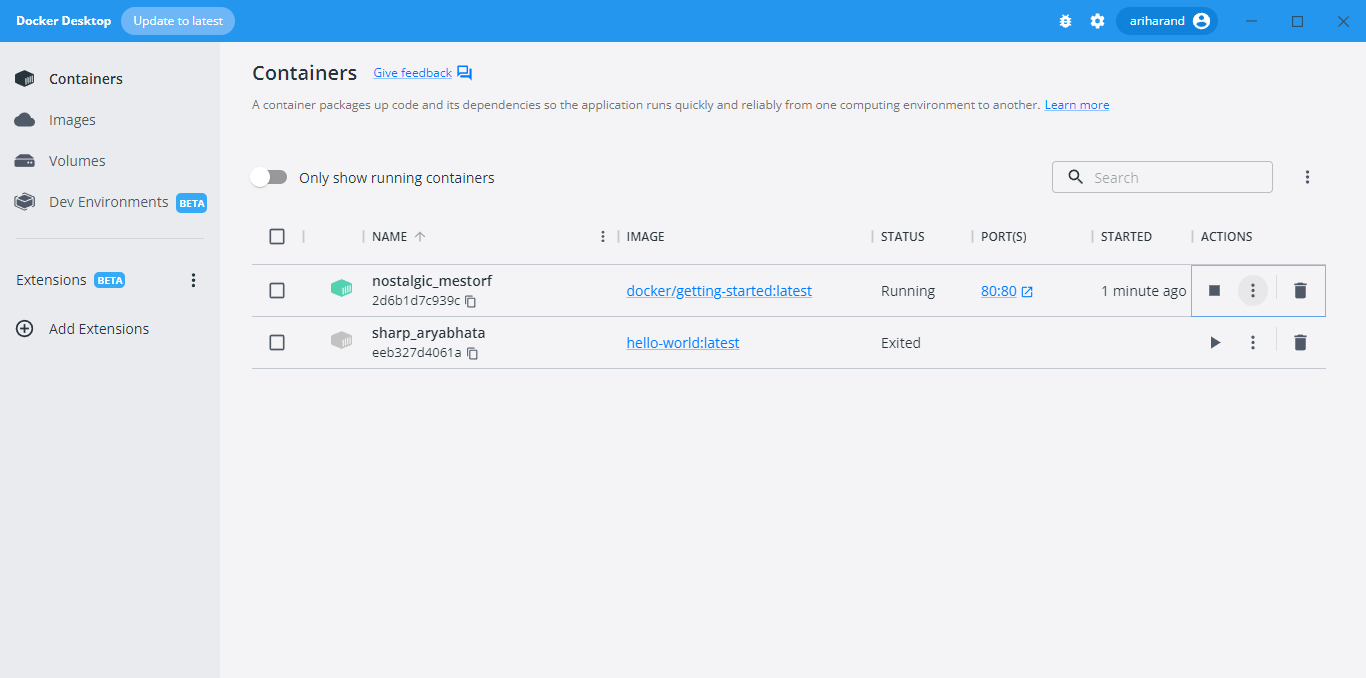 Docker Desktop Update to latest ariharand
Containers
Images
Volumes
Dev Environments BETA
Extensions BETA
Add Extensions
Containers Give feedback
A container packages up code and its dependencies so the application runs quickly and reliably from one computing environment to another. Learn more
Only show running containers Search
NAME IMAGE STATUS PORT(S) STARTED ACTIONS
nostalgic_mestorf
2d6b1d7c939c docker/getting-started:latest Running 80:80 1 minute ago
sharp_aryabhata
eeb327d4061a hello-world:latest Exited